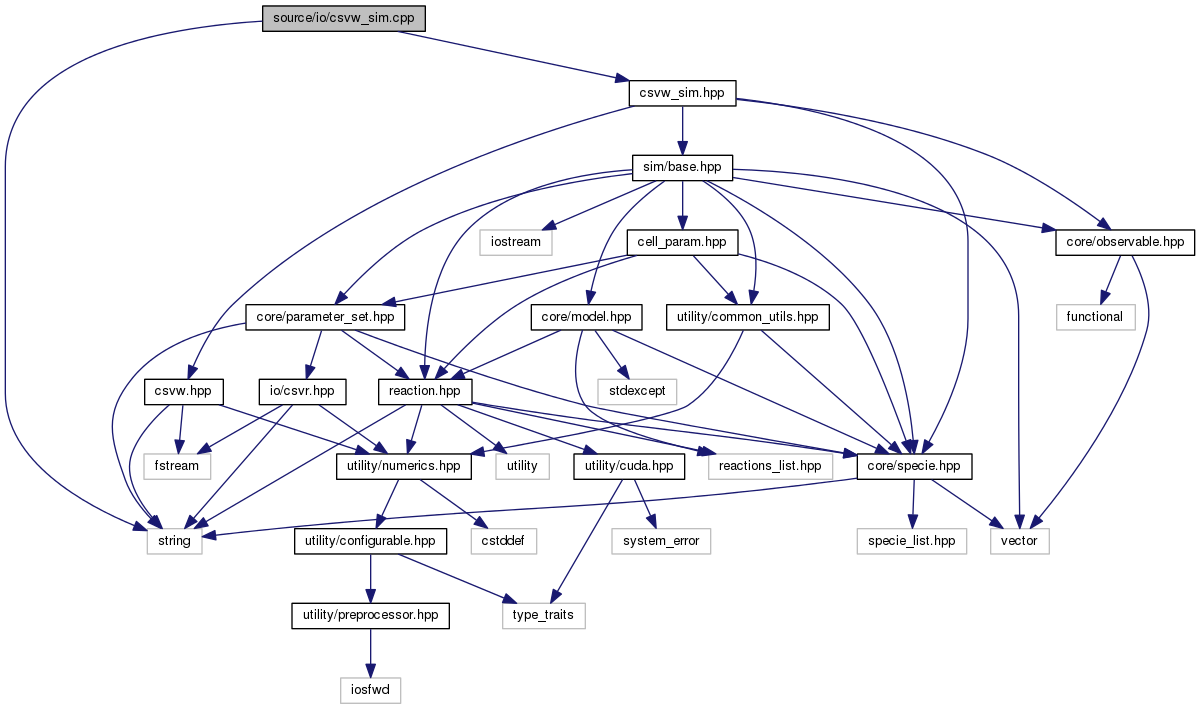 source/io/csvw_sim.cpp
csvw_sim.hpp
sim/base.hpp
iostream
cell_param.hpp
core/observable.hpp
core/parameter_set.hpp
core/model.hpp
utility/common_utils.hpp
functional
csvw.hpp
io/csvr.hpp
reaction.hpp
stdexcept
fstream
utility/numerics.hpp
utility
utility/cuda.hpp
reactions_list.hpp
core/specie.hpp
string
utility/configurable.hpp
cstddef
system_error
specie_list.hpp
vector
utility/preprocessor.hpp
type_traits
iosfwd